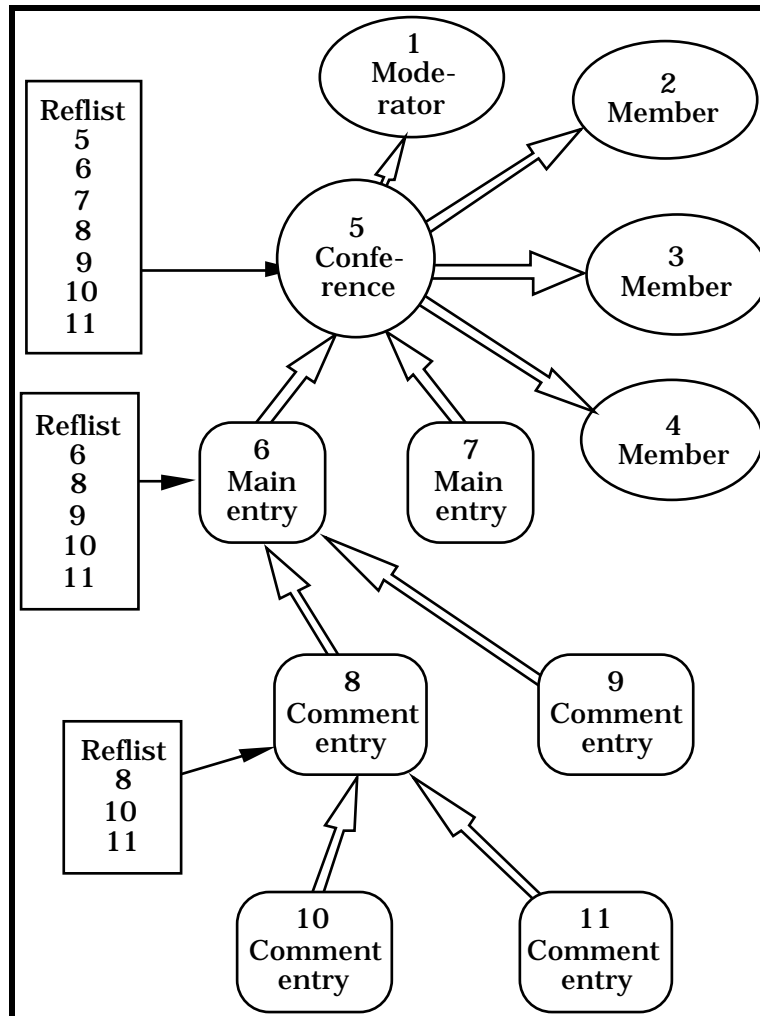 1
Mode-
rator
2
Member
Reflist
5
6
7
8
9
10
11
5
Confe-
rence
3
Member
4
Member
Reflist
6
8
9
10
11
6
Main
entry
7
Main
entry
8
Comment
entry
9
Comment
entry
Reflist
8
10
11
10
Comment
entry
11
Comment
entry